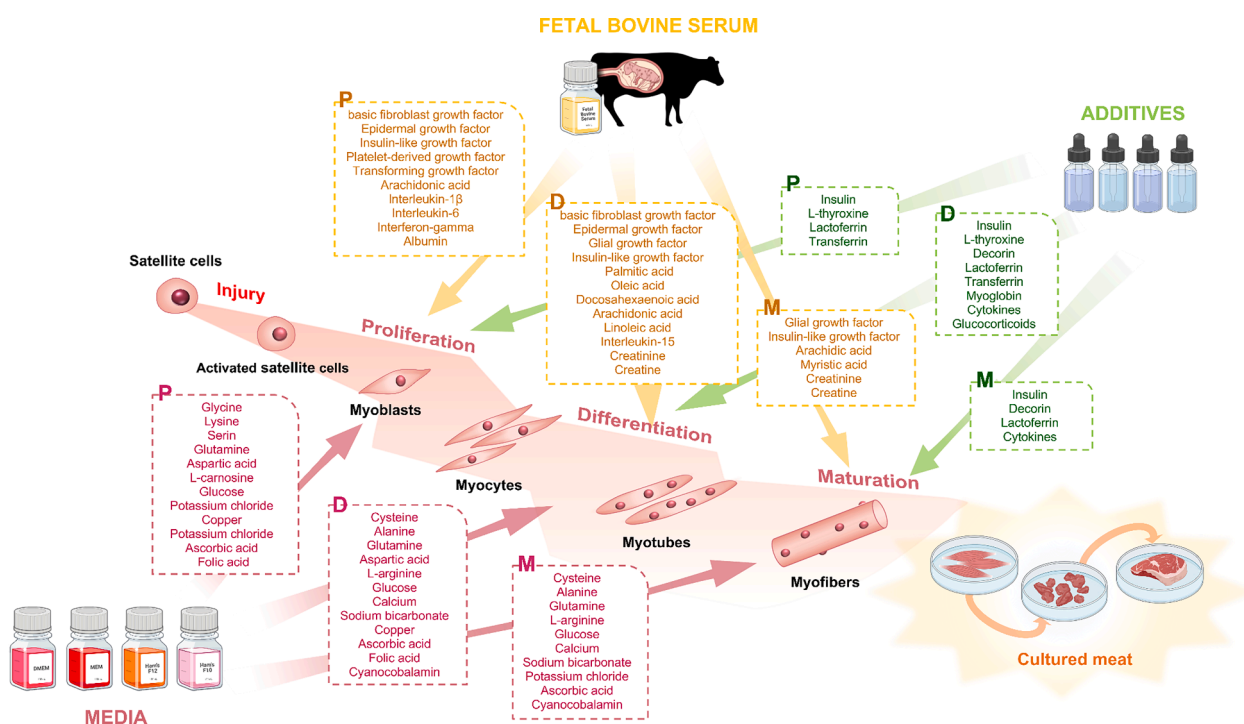 FETAL BOVINE SERUM
Fetal
Bovine
Serum
P
basic fibroblast growth factor
Epidermal growth factor
Insulin-like growth factor
Platelet-derived growth factor
Transforming growth factor
Arachidonic acid
Interleukin-1β
Interleukin-6
Interferon-gamma
Albumin
D
basic fibroblast growth factor
Epidermal growth factor
Glial growth factor
Insulin-like growth factor
Palmitic acid
Oleic acid
Docosahexaenoic acid
Arachidonic acid
Linoleic acid
Interleukin-15
Creatinine
Creatine
M
Glial growth factor
Insulin-like growth factor
Arachidic acid
Myristic acid
Creatinine
Creatine
ADDITIVES
P
Insulin
L-thyroxine
Lactoferrin
Transferrin
D
Insulin
L-thyroxine
Decorin
Lactoferrin
Transferrin
Myoglobin
Cytokines
Glucocorticoids
M
Insulin
Decorin
Lactoferrin
Cytokines
Satellite cells
Injury
Activated satellite cells
Proliferation
Myoblasts
Differentiation
Myocytes
Maturation
Myotubes
Myofibers
P
Glycine
Lysine
Serin
Glutamine
Aspartic acid
L-carnosine
Glucose
Potassium chloride
Copper
Potassium chloride
Ascorbic acid
Folic acid
D
Cysteine
Alanine
Glutamine
Aspartic acid
L-arginine
Glucose
Calcium
Sodium bicarbonate
Copper
Ascorbic acid
Folic acid
Cyanocobalamin
M
Cysteine
Alanine
Glutamine
L-arginine
Glucose
Calcium
Sodium bicarbonate
Potassium chloride
Ascorbic acid
Cyanocobalamin
DMEM
MEM
Ham's
F12
Ham's
F10
MEDIA
Cultured meat